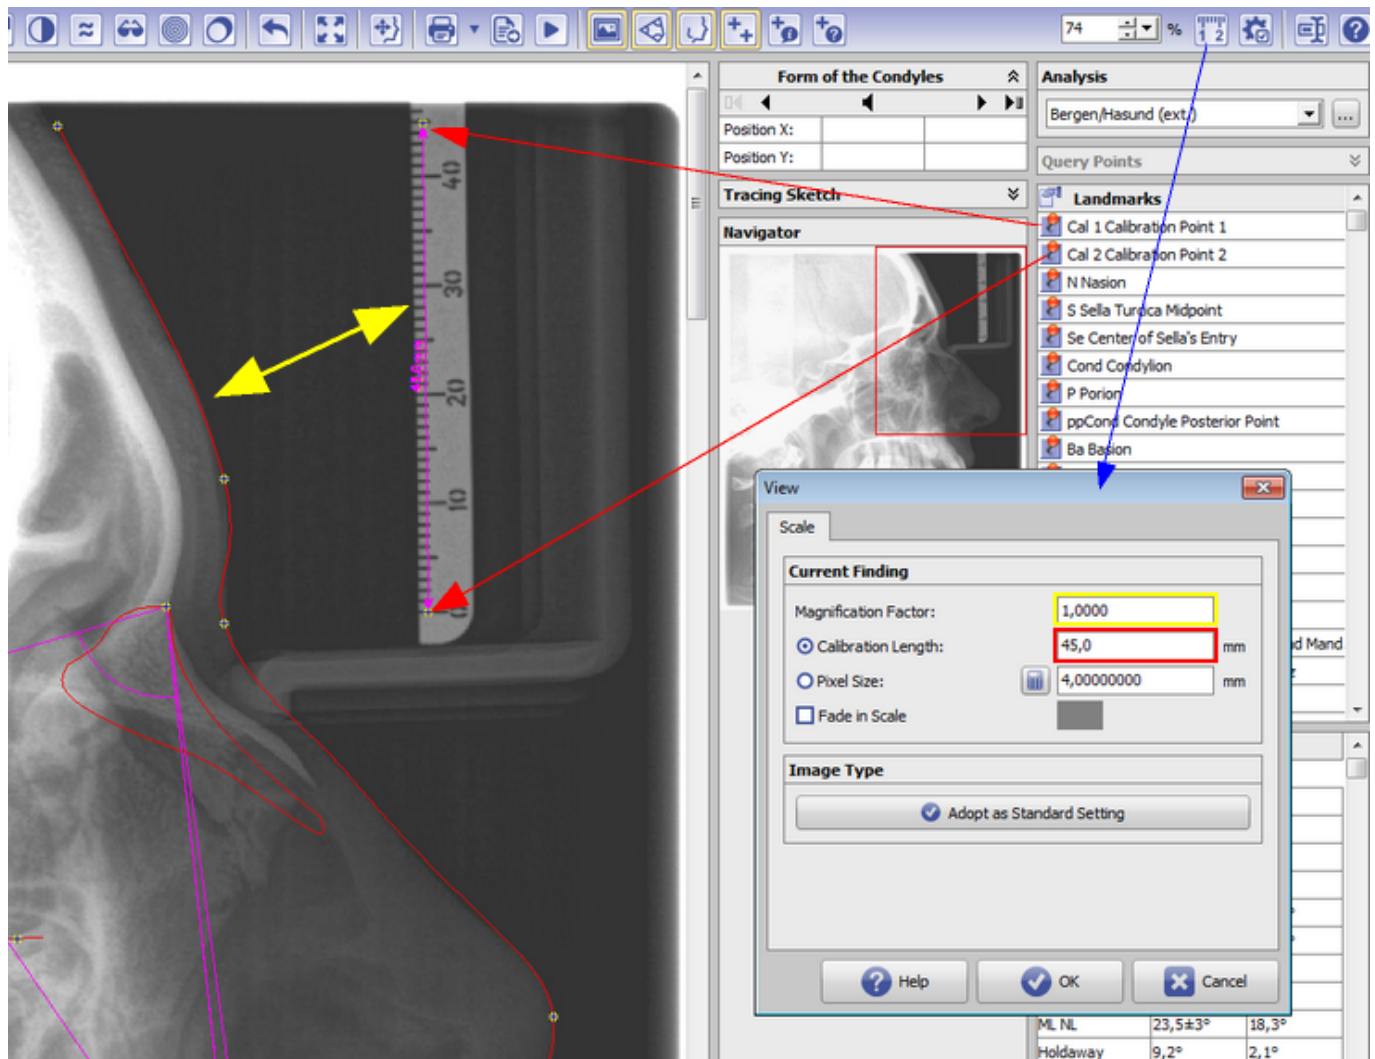 74 %
1 2
Form of the Condyles
Position X:
Position Y:
Tracing Sketch
Navigator
Analysis
Bergen/Hasund (ext.)
...
Query Points
Landmarks
Cal 1 Calibration Point 1
Cal 2 Calibration Point 2
N Nasion
S Sella Turcica Midpoint
Se Center of Sella's Entry
Cond Condylion
P Porion
ppCond Condyle Posterior Point
Ba Basion
40
30
20
10
0
View
Scale
Current Finding
Magnification Factor: 1,0000
Calibration Length: 45,0 mm
Pixel Size: 4,00000000 mm
Fade in Scale
Image Type
Adopt as Standard Setting
Help OK Cancel
d Mand
ML NL 23,5±3° 18,3°
Holdaway 9,2° 2,1°